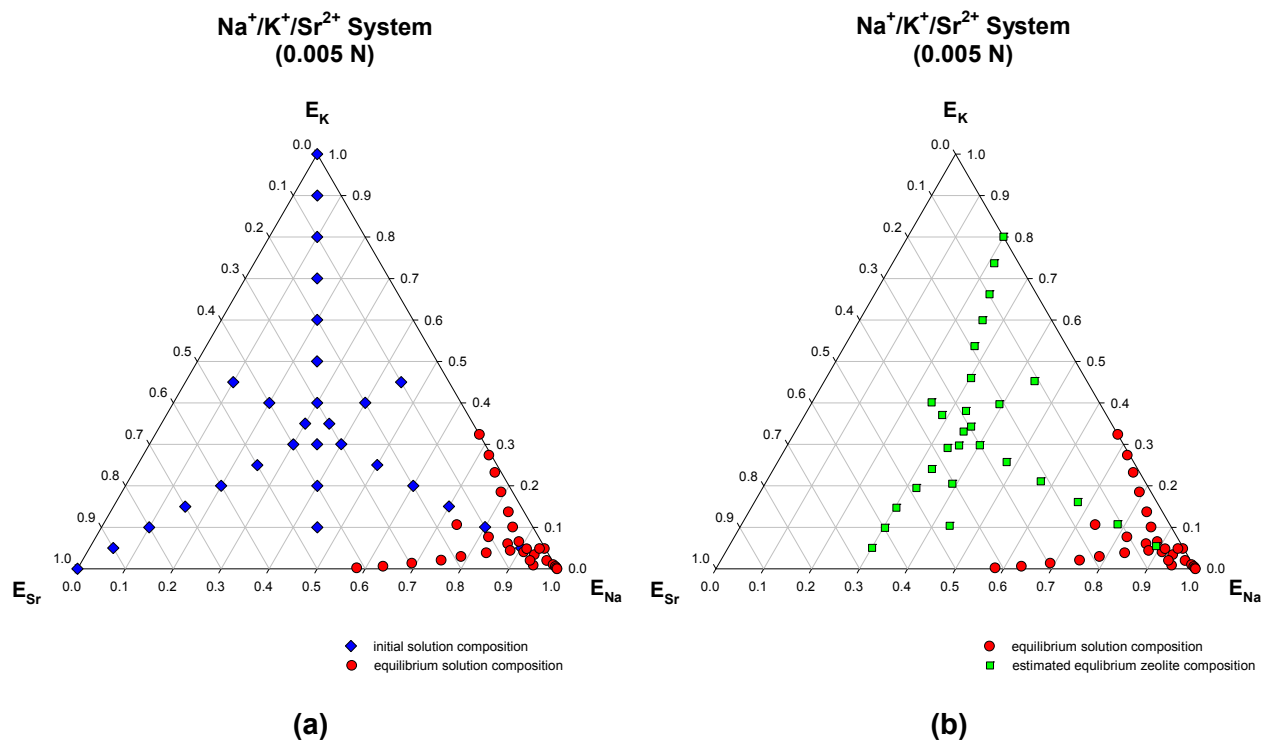 Na⁺/K⁺/Sr²⁺ System
(0.005 N)
E_K
0.0 1.0
0.1 0.9
0.2 0.8
0.3 0.7
0.4 0.6
0.5 0.5
0.6 0.4
0.7 0.3
0.8 0.2
0.9 0.1
1.0 0.0
0.0 0.1 0.2 0.3 0.4 0.5 0.6 0.7 0.8 0.9 1.0
E_Sr E_Na
initial solution composition
equilibrium solution composition
(a)
Na⁺/K⁺/Sr²⁺ System
(0.005 N)
E_K
0.0 1.0
0.1 0.9
0.2 0.8
0.3 0.7
0.4 0.6
0.5 0.5
0.6 0.4
0.7 0.3
0.8 0.2
0.9 0.1
1.0 0.0
0.0 0.1 0.2 0.3 0.4 0.5 0.6 0.7 0.8 0.9 1.0
E_Sr E_Na
equilibrium solution composition
estimated equlibrium zeolite composition
(b)